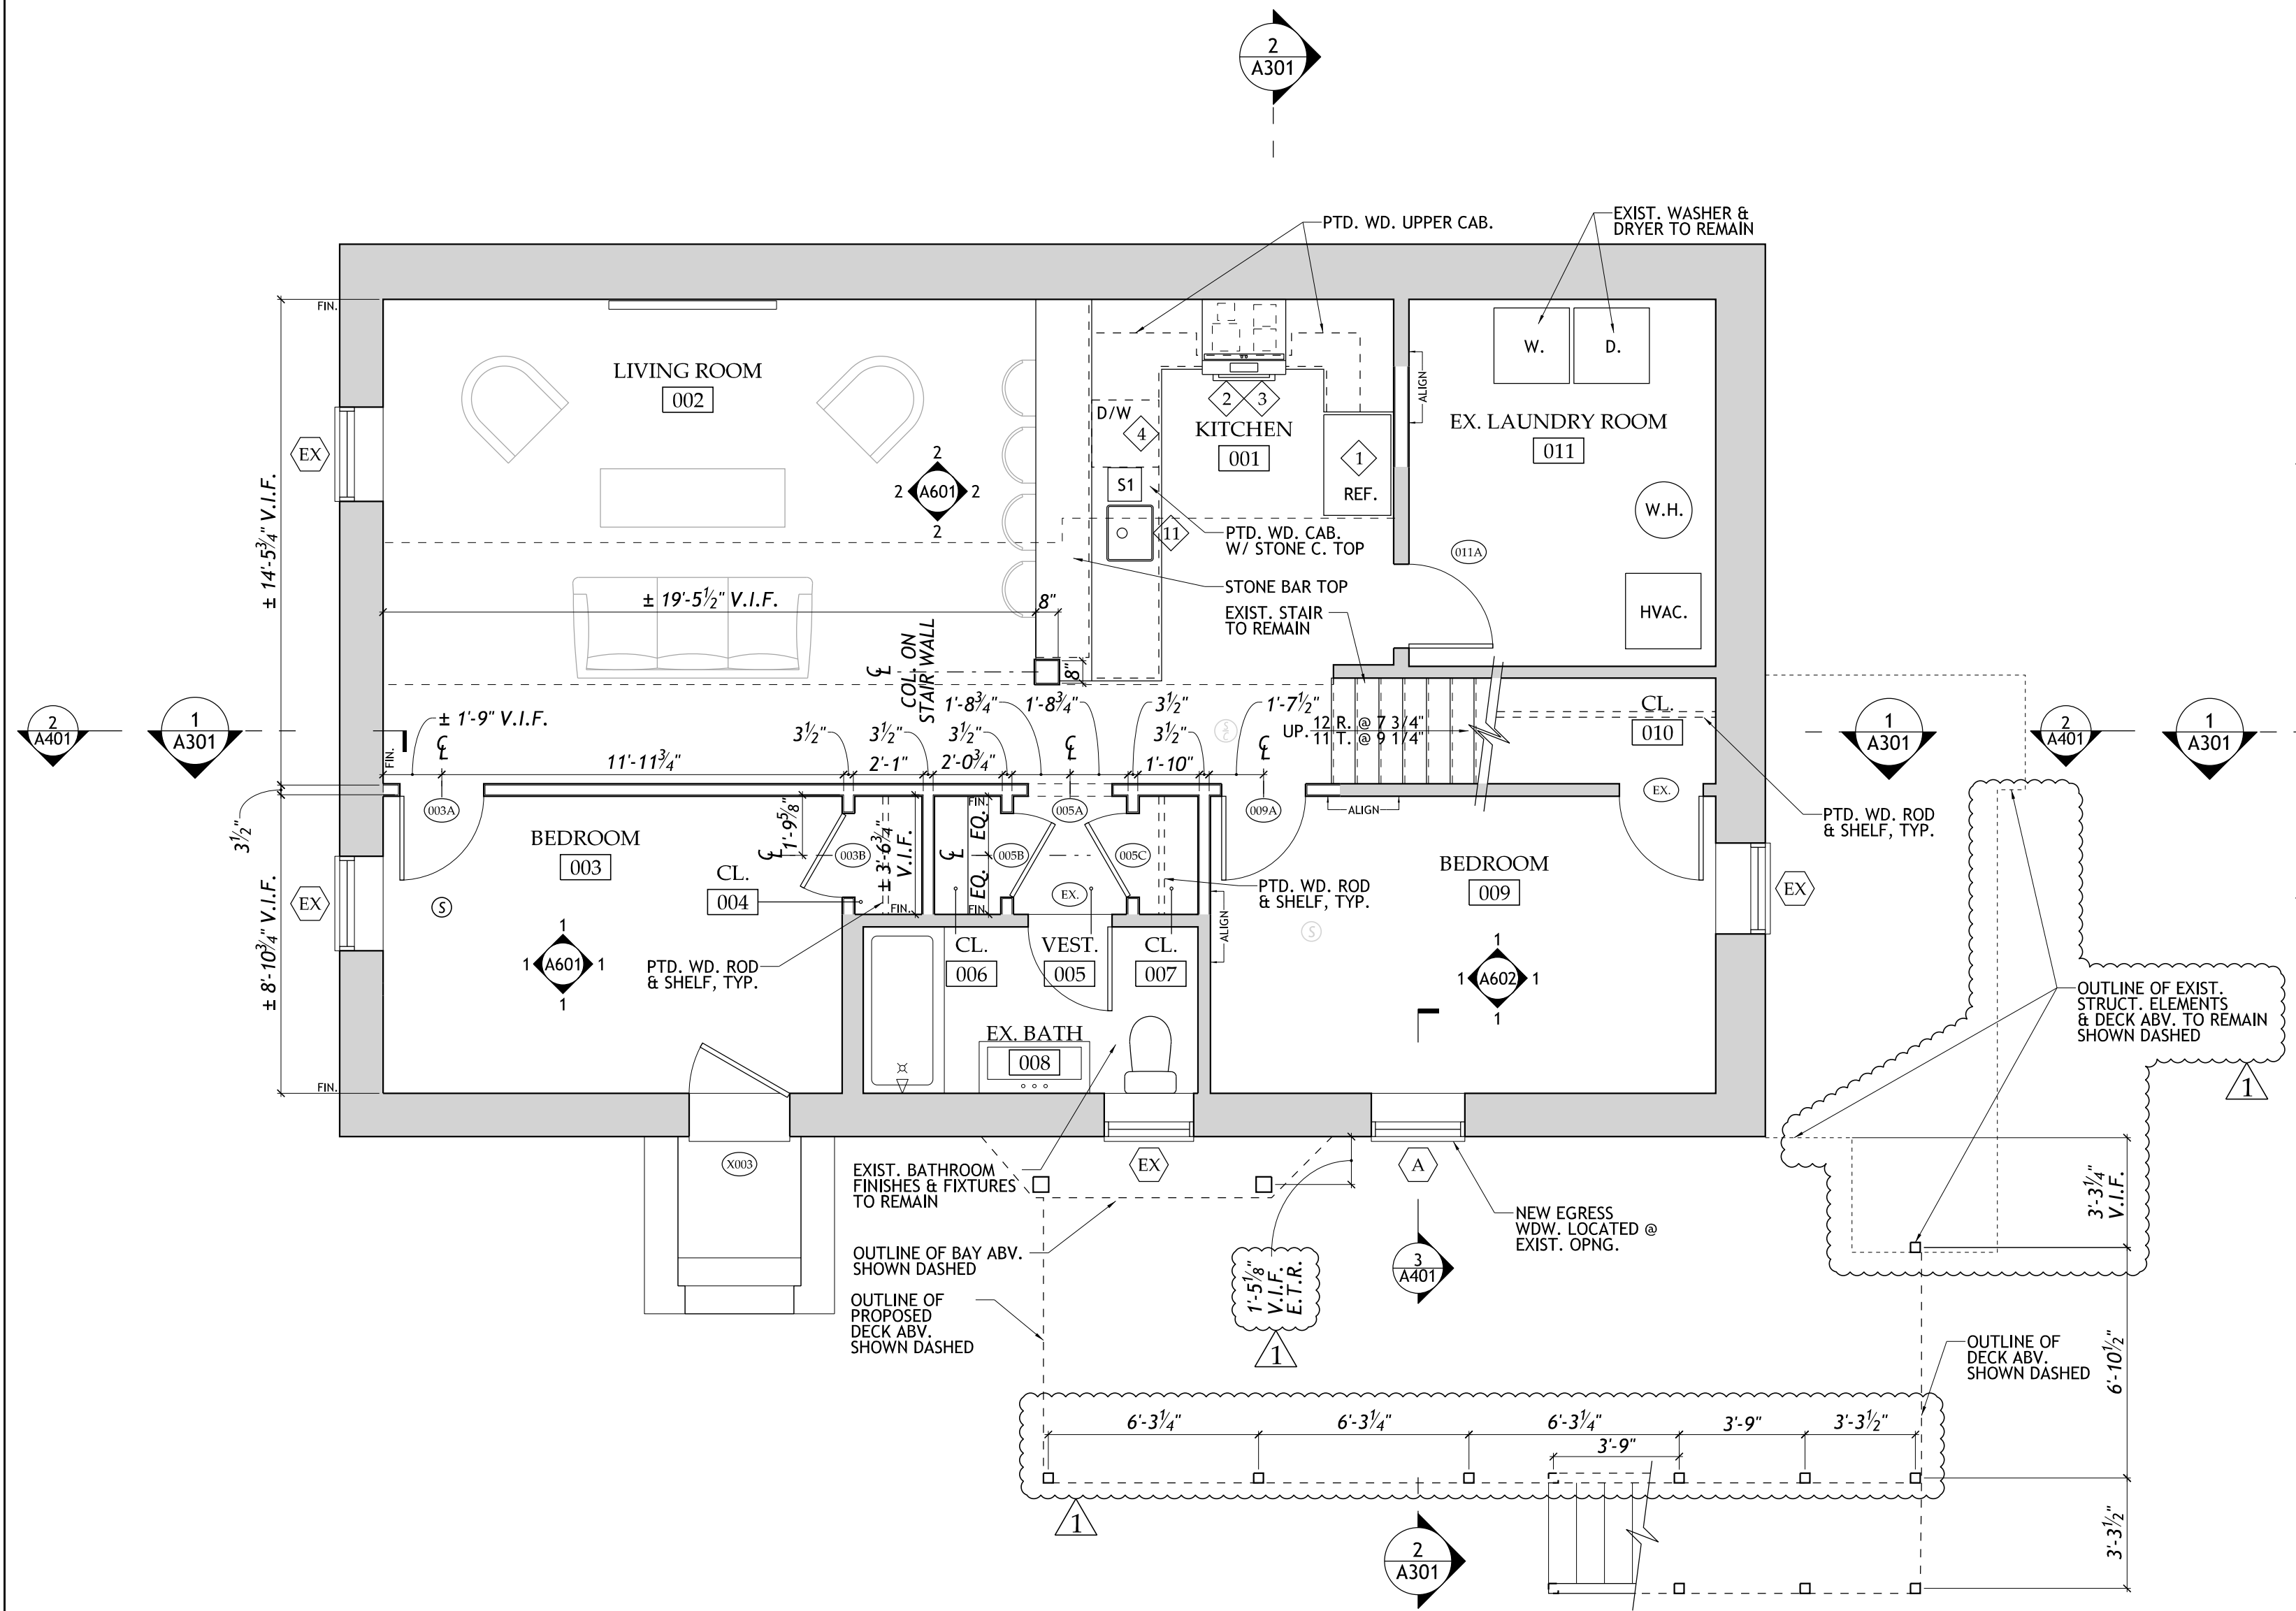 2
A301
PTD. WD. UPPER CAB.
EXIST. WASHER &
DRYER TO REMAIN
FIN.
W.
D.
LIVING ROOM
002
ALIGN
D/W
2
3
4
KITCHEN
001
EX. LAUNDRY ROOM
011
EX
1
REF.
2
2 A601 2
2
S1
W.H.
± 14'-5¾" V.I.F.
11
PTD. WD. CAB.
W/ STONE C. TOP
011A
STONE BAR TOP
± 19'-5½" V.I.F.
8"
EXIST. STAIR
TO REMAIN
HVAC.
℄
COL. ON
STAIR WALL
8"
1'-8¾"
1'-8¾"
3½"
1'-7½"
CL.
010
2
A401
1
A301
± 1'-9" V.I.F.
FIN.
℄
3½"
3½"
3½"
℄
3½"
℄
UP.
12 R. @ 7 3/4"
11 T. @ 9 1/4"
1
A301
2
A401
1
A301
11'-11¾"
2'-1"
2'-0¾"
1'-10"
EX.
3½"
003A
005A
009A
ALIGN
PTD. WD. ROD
& SHELF, TYP.
BEDROOM
003
1'-9⅝"
℄
003B
± 3'-6¾"
V.I.F.
FIN.
℄
EQ.
EQ.
FIN.
FIN.
005B
005C
EX.
BEDROOM
009
EX
CL.
004
PTD. WD. ROD
& SHELF, TYP.
EX
S
S
ALIGN
± 8'-10¾" V.I.F.
1
1 A601 1
1
PTD. WD. ROD
& SHELF, TYP.
CL.
006
VEST.
005
CL.
007
1
1 A602 1
1
OUTLINE OF EXIST.
STRUCT. ELEMENTS
& DECK ABV. TO REMAIN
SHOWN DASHED
EX. BATH
008
1
FIN.
X003
EXIST. BATHROOM
FINISHES & FIXTURES
TO REMAIN
EX
A
3'-3¼"
V.I.F.
NEW EGRESS
WDW. LOCATED @
EXIST. OPNG.
OUTLINE OF BAY ABV.
SHOWN DASHED
3
A401
1'-5⅛"
V.I.F.
E.T.R.
1
OUTLINE OF
PROPOSED
DECK ABV.
SHOWN DASHED
OUTLINE OF
DECK ABV.
SHOWN DASHED
6'-10½"
6'-3¼"
6'-3¼"
6'-3¼"
3'-9"
3'-3½"
3'-9"
1
2
A301
3'-3½"